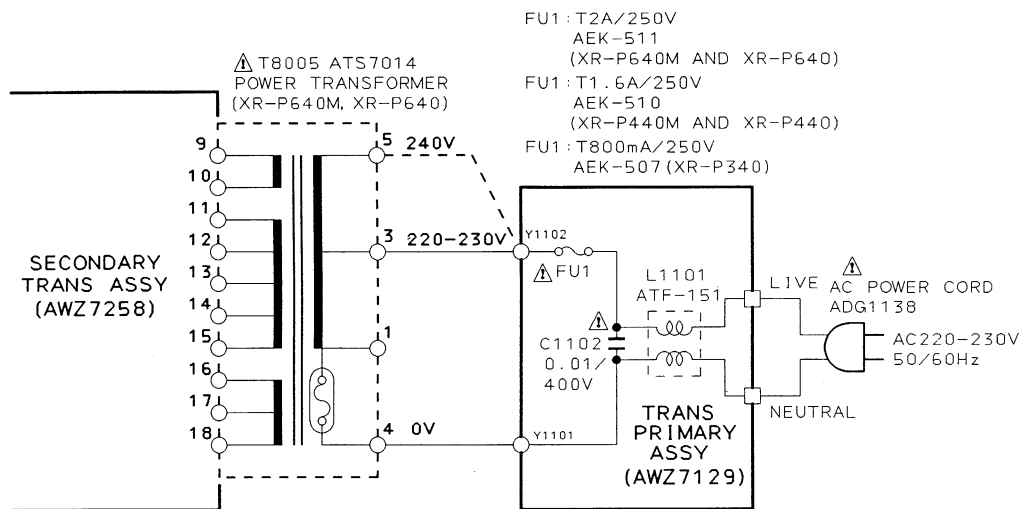 FU1 : T2A/250V
AEK-511
(XR-P640M AND XR-P640)
FU1 : T1.6A/250V
AEK-510
(XR-P440M AND XR-P440)
FU1 : T800mA/250V
AEK-507 (XR-P340)
⚠ T8005 ATS7014
POWER TRANSFORMER
(XR-P640M, XR-P640)
9
10
11
12
13
14
15
16
17
18
SECONDARY
TRANS ASSY
(AWZ7258)
5 240V
3 220-230V
1
4 0V
Y1102
⚠ FU1
L1101
ATF-151
⚠
C1102
0.01/
400V
Y1101
TRANS
PRIMARY
ASSY
(AWZ7129)
LIVE
NEUTRAL
⚠
AC POWER CORD
ADG1138
AC220-230V
50/60Hz